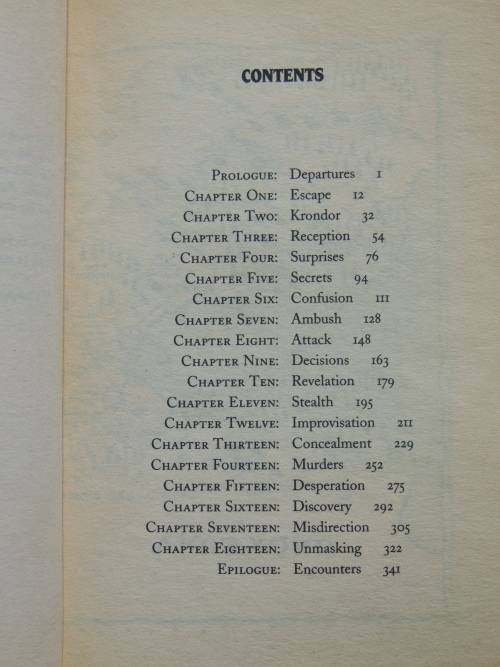 CONTENTS
PROLOGUE: Departures 1
CHAPTER ONE: Escape 12
CHAPTER TWO: Krondor 32
CHAPTER THREE: Reception 54
CHAPTER FOUR: Surprises 76
CHAPTER FIVE: Secrets 94
CHAPTER SIX: Confusion 111
CHAPTER SEVEN: Ambush 128
CHAPTER EIGHT: Attack 148
CHAPTER NINE: Decisions 163
CHAPTER TEN: Revelation 179
CHAPTER ELEVEN: Stealth 195
CHAPTER TWELVE: Improvisation 211
CHAPTER THIRTEEN: Concealment 229
CHAPTER FOURTEEN: Murders 252
CHAPTER FIFTEEN: Desperation 275
CHAPTER SIXTEEN: Discovery 292
CHAPTER SEVENTEEN: Misdirection 305
CHAPTER EIGHTEEN: Unmasking 322
EPILOGUE: Encounters 341